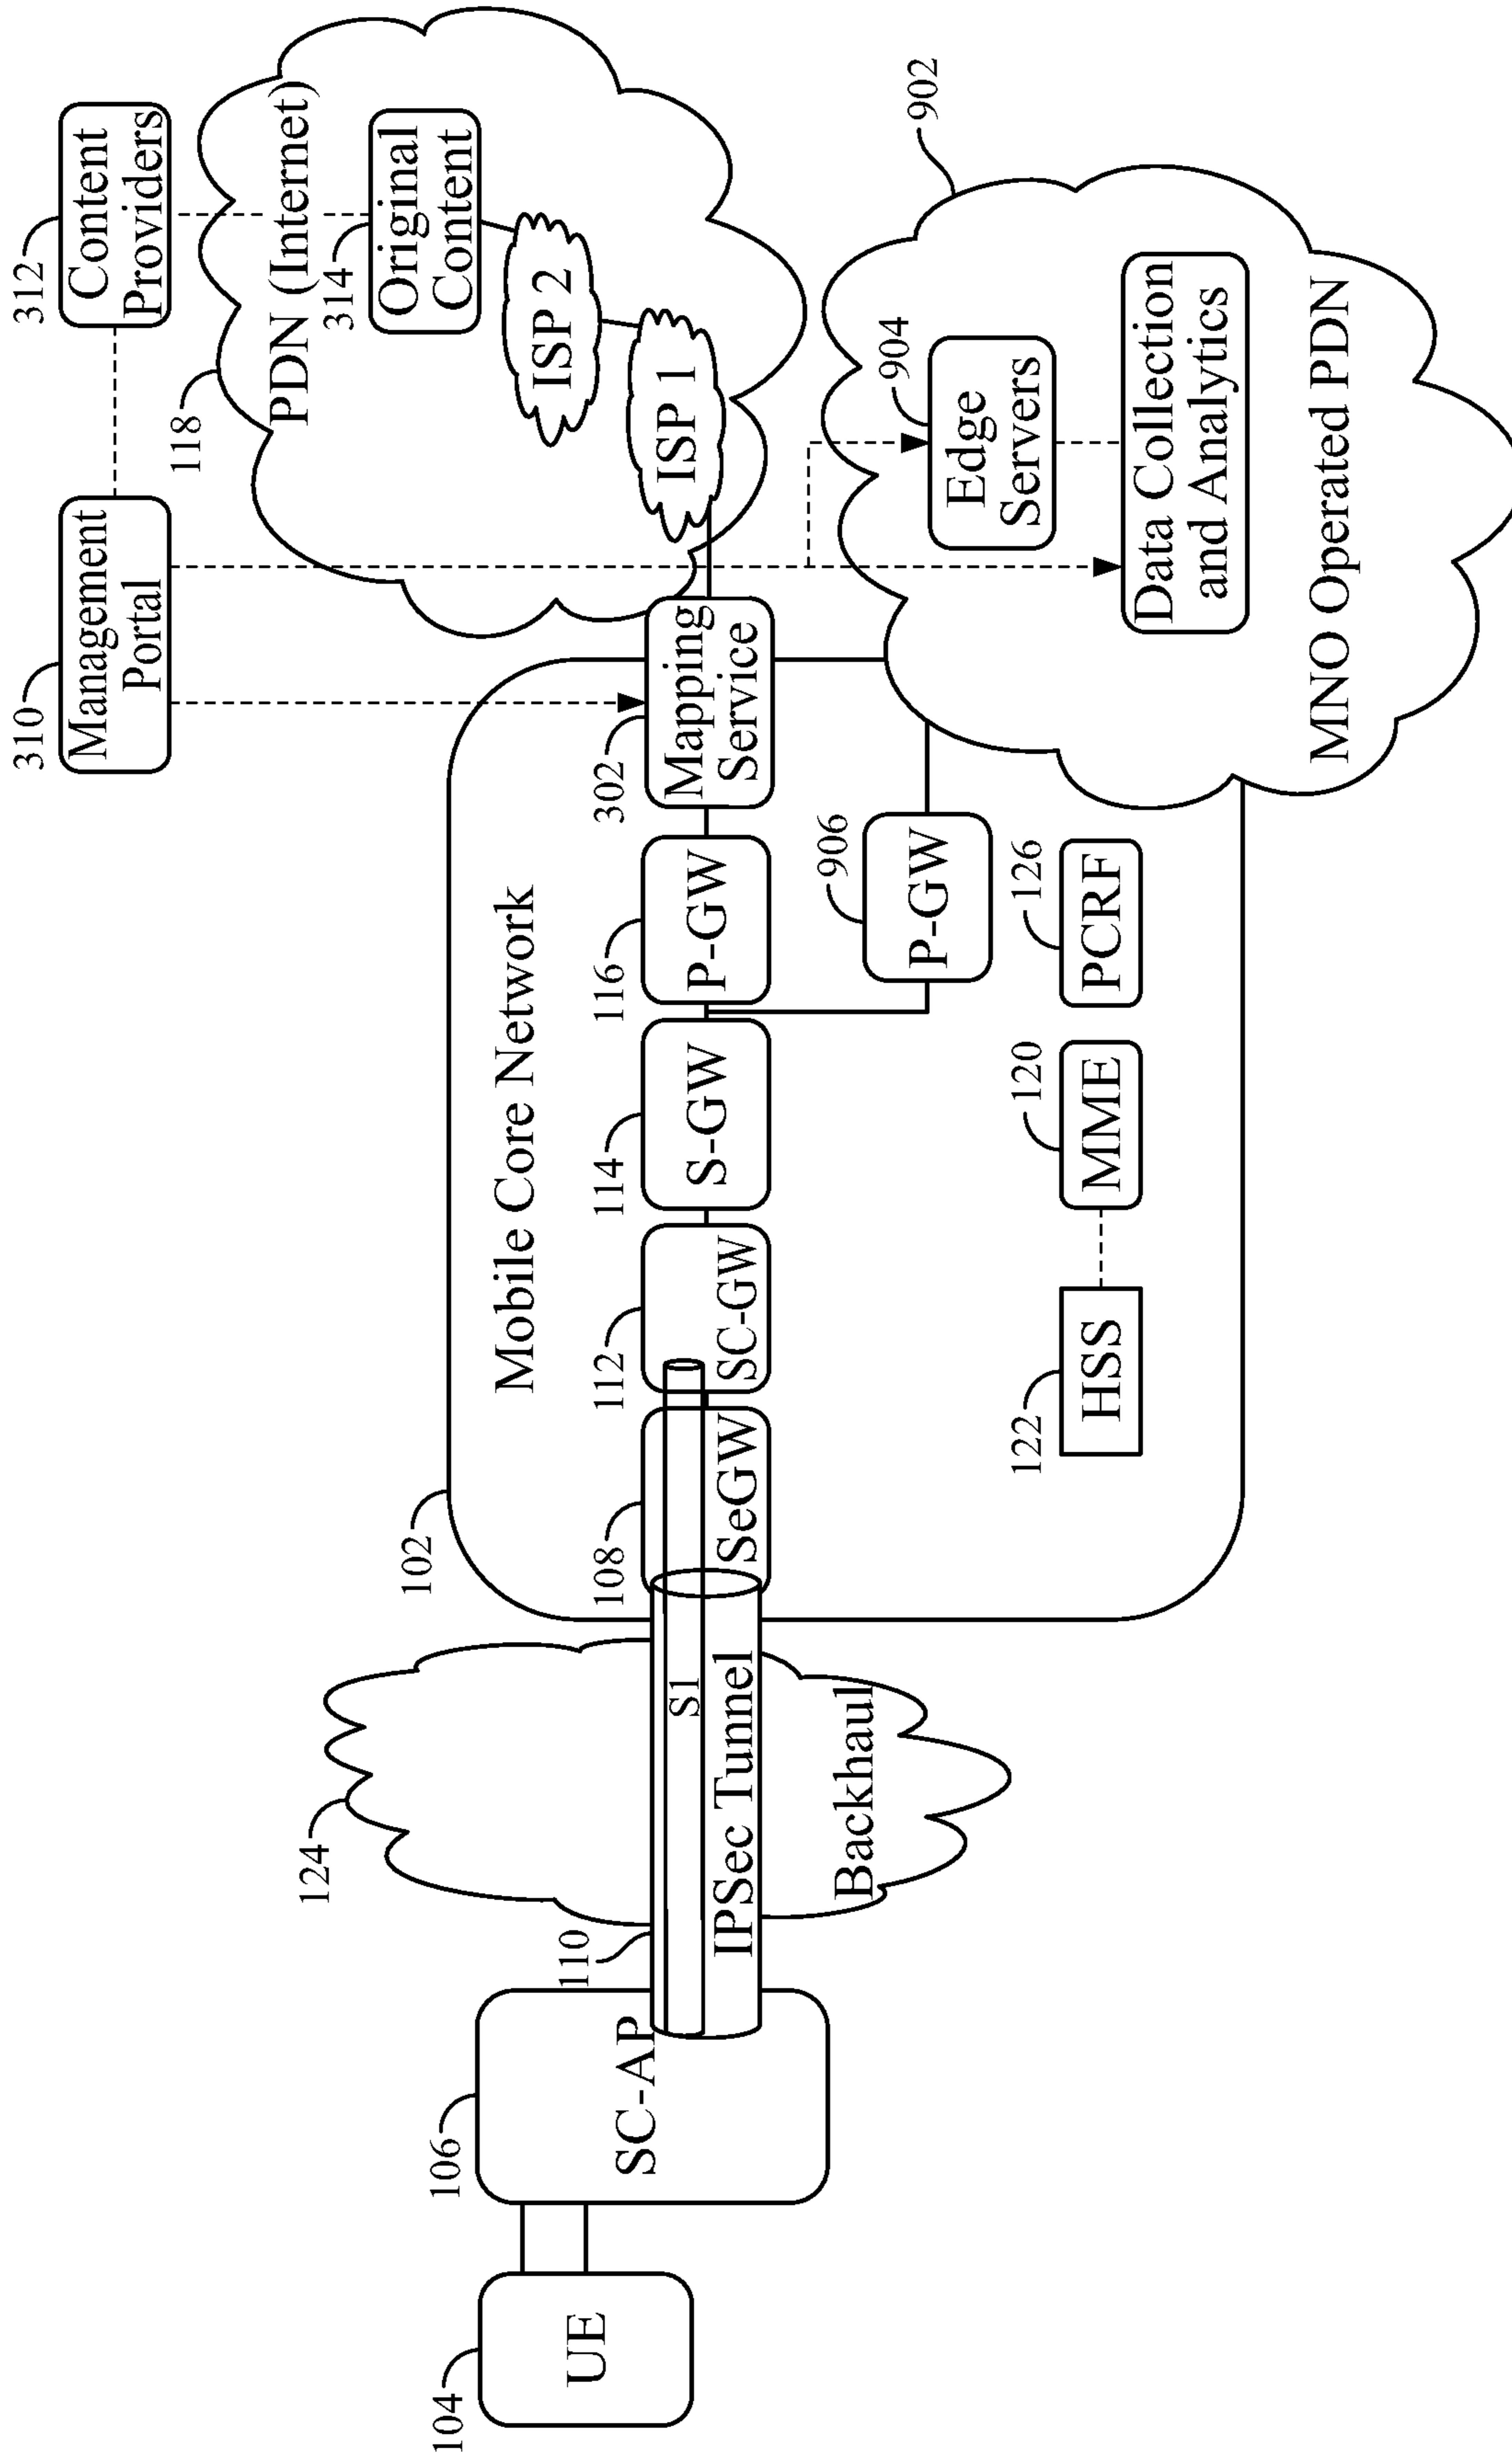 310
Management
Portal
312
Content
Providers
118
PDN (Internet)
314
Original
Content
ISP 2
ISP 1
102
Mobile Core Network
124
104
UE
106
SC-AP
110
S1
IPSec Tunnel
Backhaul
108
SeGW
112
SC-GW
114
S-GW
116
P-GW
302
Mapping
Service
906
P-GW
122
HSS
120
MME
126
PCRF
902
904
Edge
Servers
Data Collection
and Analytics
MNO Operated PDN